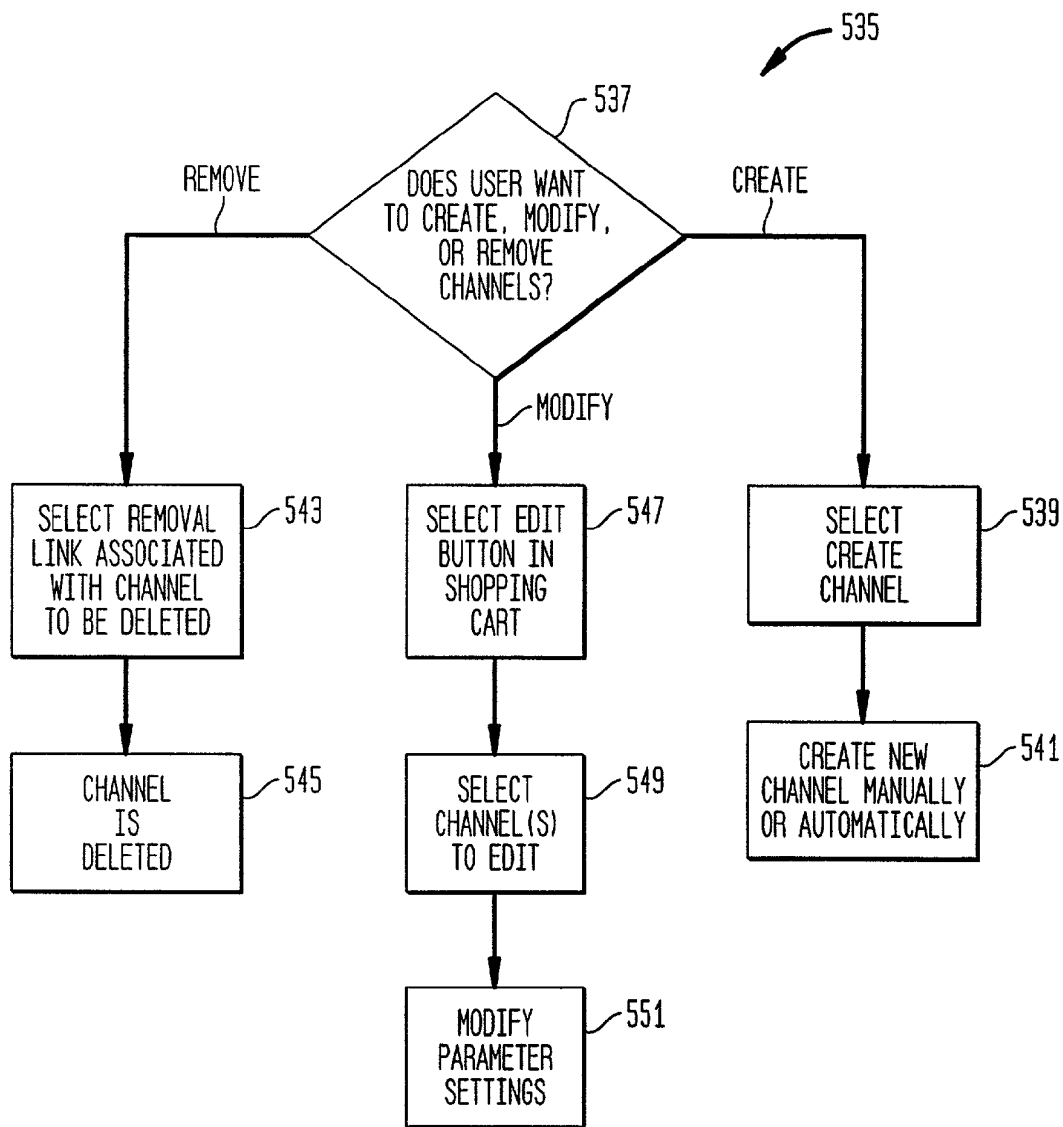 535
537
DOES USER WANT
TO CREATE, MODIFY,
OR REMOVE
CHANNELS?
REMOVE
CREATE
MODIFY
SELECT REMOVAL
LINK ASSOCIATED
WITH CHANNEL
TO BE DELETED
543
SELECT EDIT
BUTTON IN
SHOPPING
CART
547
SELECT
CREATE
CHANNEL
539
CHANNEL
IS
DELETED
545
SELECT
CHANNEL(S)
TO EDIT
549
CREATE NEW
CHANNEL MANUALLY
OR AUTOMATICALLY
541
MODIFY
PARAMETER
SETTINGS
551